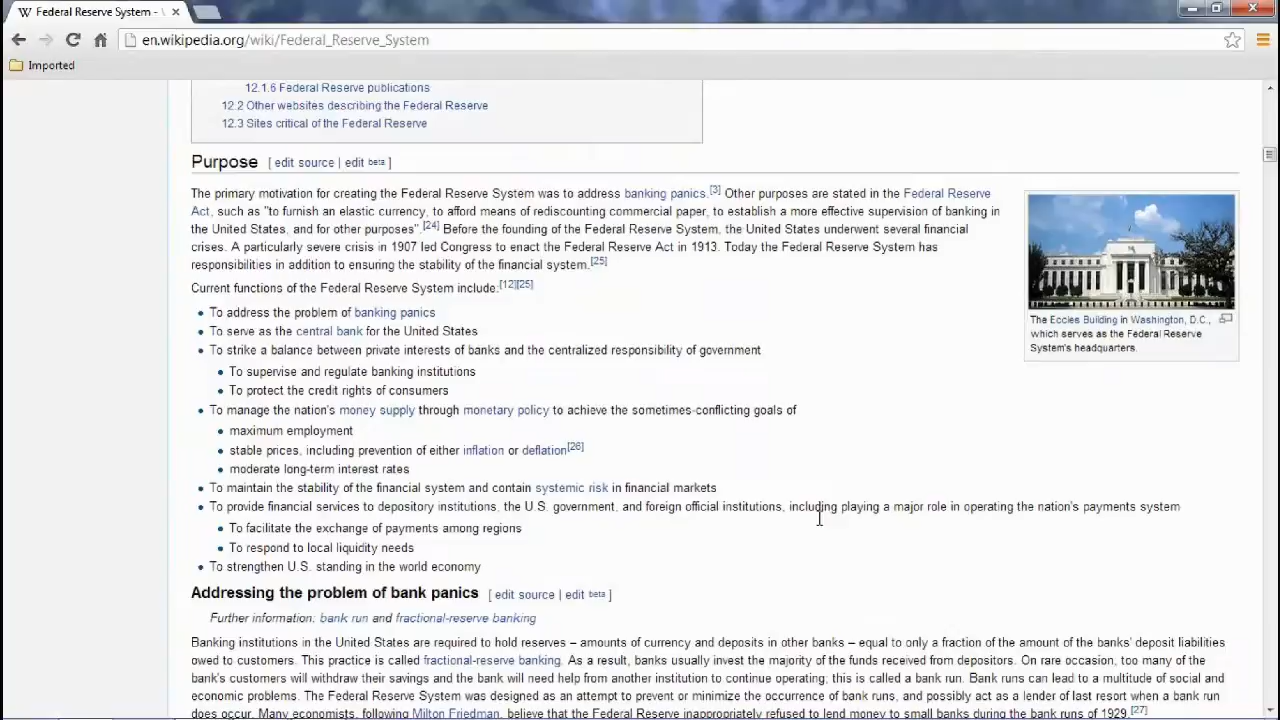 Federal Reserve System -
en.wikipedia.org/wiki/Federal_Reserve_System
Imported
12.1.6 Federal Reserve publications
12.2 Other websites describing the Federal Reserve
12.3 Sites critical of the Federal Reserve
Purpose [ edit source | edit beta ]
The primary motivation for creating the Federal Reserve System was to address banking panics.[3] Other purposes are stated in the Federal Reserve
Act, such as "to furnish an elastic currency, to afford means of rediscounting commercial paper, to establish a more effective supervision of banking in
the United States, and for other purposes".[24] Before the founding of the Federal Reserve System, the United States underwent several financial
crises. A particularly severe crisis in 1907 led Congress to enact the Federal Reserve Act in 1913. Today the Federal Reserve System has
responsibilities in addition to ensuring the stability of the financial system.[25]
The Eccles Building in Washington, D.C.,
which serves as the Federal Reserve
System's headquarters.
Current functions of the Federal Reserve System include:[12][25]
• To address the problem of banking panics
• To serve as the central bank for the United States
• To strike a balance between private interests of banks and the centralized responsibility of government
• To supervise and regulate banking institutions
• To protect the credit rights of consumers
• To manage the nation's money supply through monetary policy to achieve the sometimes-conflicting goals of
• maximum employment
• stable prices, including prevention of either inflation or deflation[26]
• moderate long-term interest rates
• To maintain the stability of the financial system and contain systemic risk in financial markets
• To provide financial services to depository institutions, the U.S. government, and foreign official institutions, including playing a major role in operating the nation's payments system
• To facilitate the exchange of payments among regions
• To respond to local liquidity needs
• To strengthen U.S. standing in the world economy
Addressing the problem of bank panics [ edit source | edit beta ]
Further information: bank run and fractional-reserve banking
Banking institutions in the United States are required to hold reserves – amounts of currency and deposits in other banks – equal to only a fraction of the amount of the banks' deposit liabilities
owed to customers. This practice is called fractional-reserve banking. As a result, banks usually invest the majority of the funds received from depositors. On rare occasion, too many of the
bank's customers will withdraw their savings and the bank will need help from another institution to continue operating; this is called a bank run. Bank runs can lead to a multitude of social and
economic problems. The Federal Reserve System was designed as an attempt to prevent or minimize the occurrence of bank runs, and possibly act as a lender of last resort when a bank run
does occur. Many economists, following Milton Friedman, believe that the Federal Reserve inappropriately refused to lend money to small banks during the bank runs of 1929.[27]